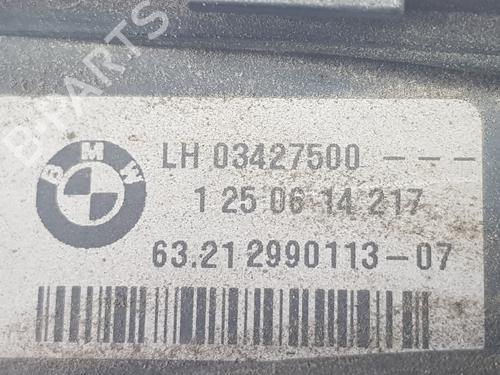 B-PARTS
BMW
LH 03427500 ---
1 25 06 14 217
63.21 2990113-07